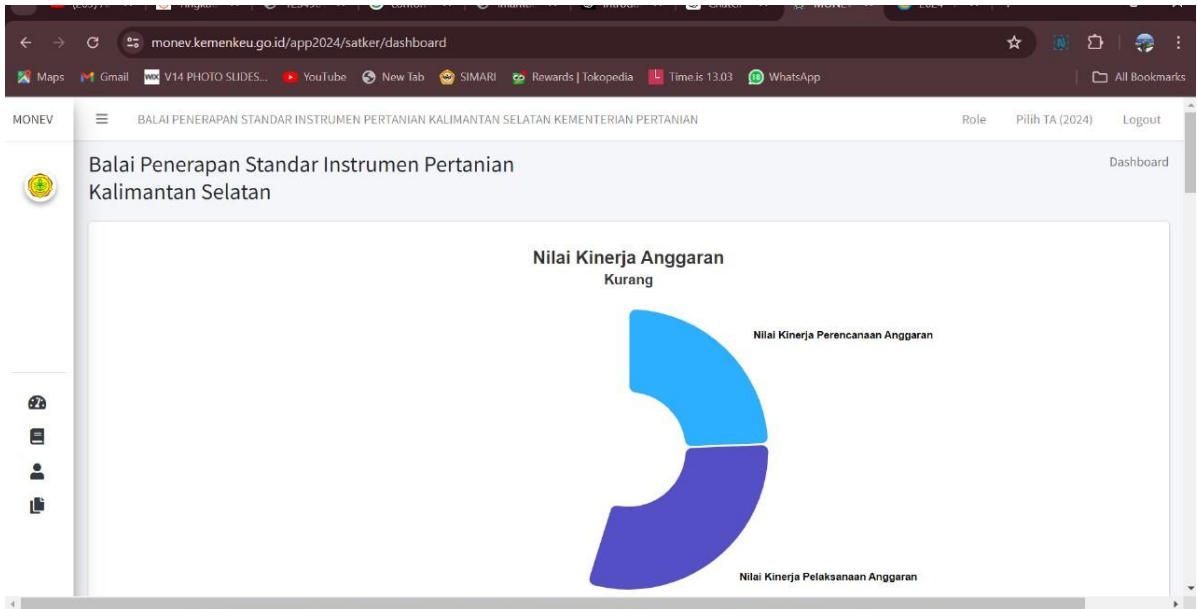 monev.kemenkeu.go.id/app2024/satker/dashboard
Maps Gmail WIX V14 PHOTO SLIDES... YouTube New Tab SIMARI Rewards | Tokopedia Time.is 13.03 WhatsApp All Bookmarks
MONEV BALAI PENERAPAN STANDAR INSTRUMEN PERTANIAN KALIMANTAN SELATAN KEMENTERIAN PERTANIAN Role Pilih TA (2024) Logout
Balai Penerapan Standar Instrumen Pertanian
Kalimantan Selatan
Dashboard
Nilai Kinerja Anggaran
Kurang
Nilai Kinerja Perencanaan Anggaran
Nilai Kinerja Pelaksanaan Anggaran